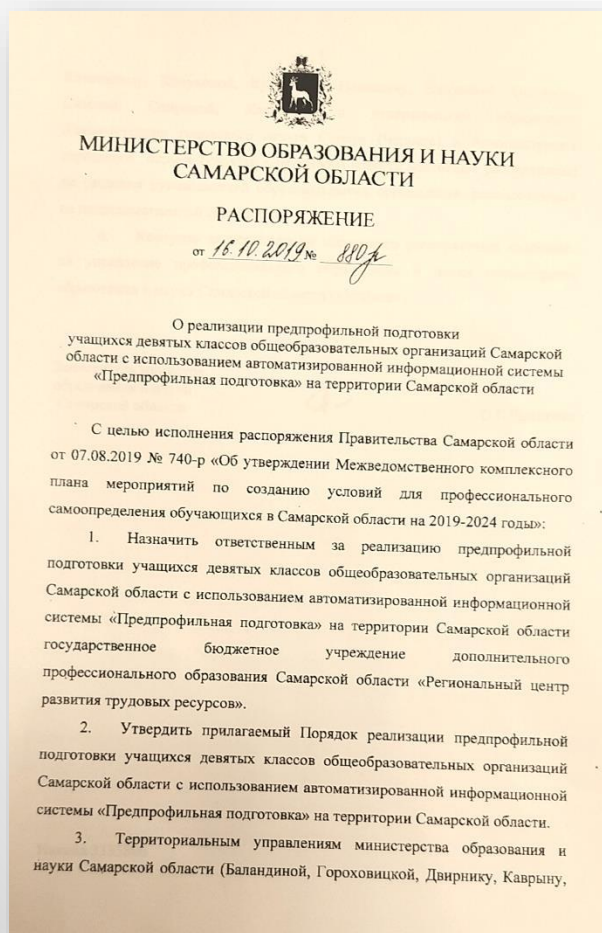 МИНИСТЕРСТВО ОБРАЗОВАНИЯ И НАУКИ
САМАРСКОЙ ОБЛАСТИ
РАСПОРЯЖЕНИЕ
от 16.10.2019 № 880-р
О реализации предпрофильной подготовки
учащихся девятых классов общеобразовательных организаций Самарской
области с использованием автоматизированной информационной системы
«Предпрофильная подготовка» на территории Самарской области
С целью исполнения распоряжения Правительства Самарской области
от 07.08.2019 № 740-р «Об утверждении Межведомственного комплексного
плана мероприятий по созданию условий для профессионального
самоопределения обучающихся в Самарской области на 2019-2024 годы»:
1. Назначить ответственным за реализацию предпрофильной
подготовки учащихся девятых классов общеобразовательных организаций
Самарской области с использованием автоматизированной информационной
системы «Предпрофильная подготовка» на территории Самарской области
государственное бюджетное учреждение дополнительного
профессионального образования Самарской области «Региональный центр
развития трудовых ресурсов».
2. Утвердить прилагаемый Порядок реализации предпрофильной
подготовки учащихся девятых классов общеобразовательных организаций
Самарской области с использованием автоматизированной информационной
системы «Предпрофильная подготовка» на территории Самарской области.
3. Территориальным управлениям министерства образования и
науки Самарской области (Баландиной, Гороховицкой, Двирнику, Каврыну,